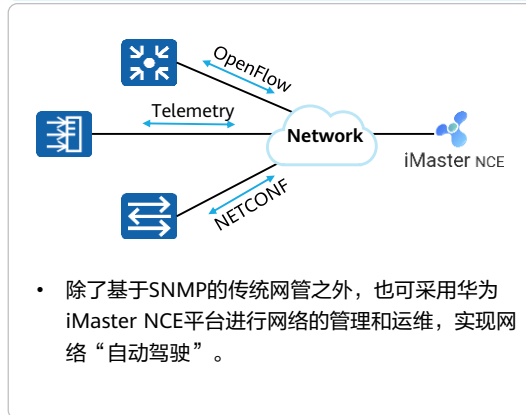 OpenFlow
Telemetry
Network
iMaster NCE
NETCONF
• 除了基于SNMP的传统网管之外，也可采用华为
iMaster NCE平台进行网络的管理和运维，实现网
络“自动驾驶”。